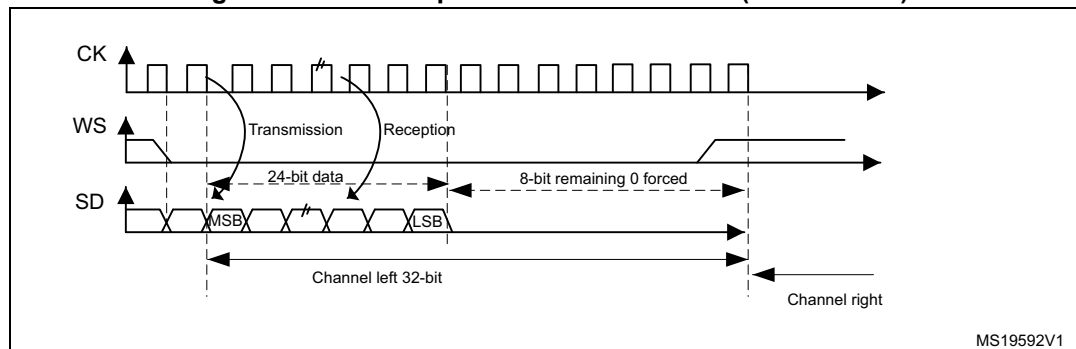 CK
WS
Transmission
Reception
24-bit data
8-bit remaining 0 forced
SD
MSB
LSB
Channel left 32-bit
Channel right
MS19592V1